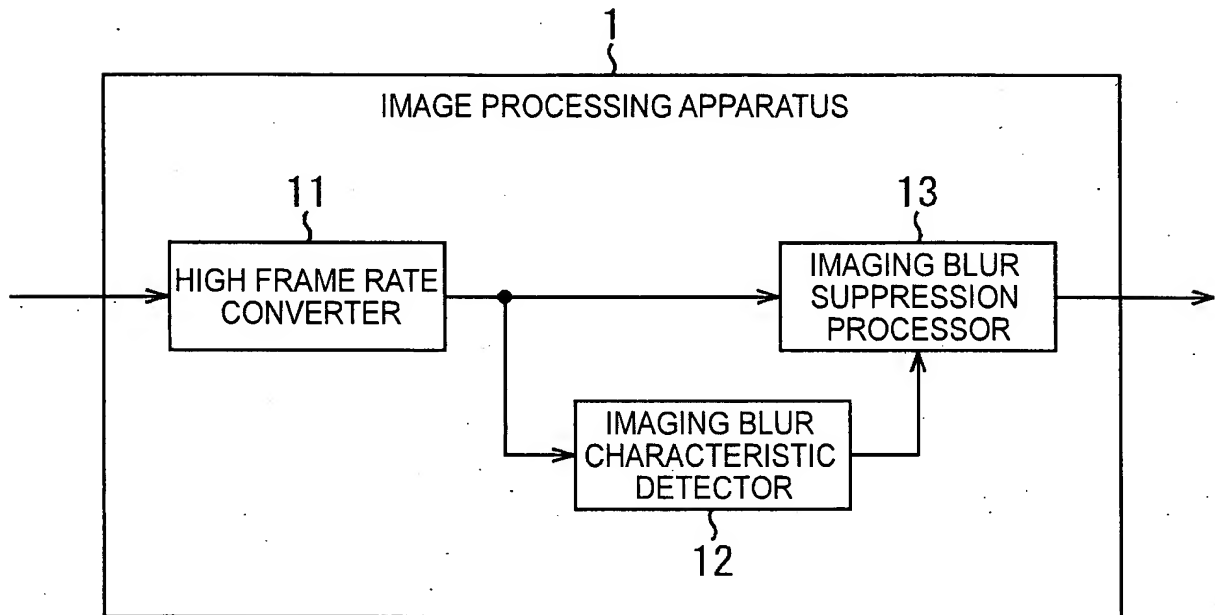 1
IMAGE PROCESSING APPARATUS
11
HIGH FRAME RATE
CONVERTER
13
IMAGING BLUR
SUPPRESSION
PROCESSOR
IMAGING BLUR
CHARACTERISTIC
DETECTOR
12